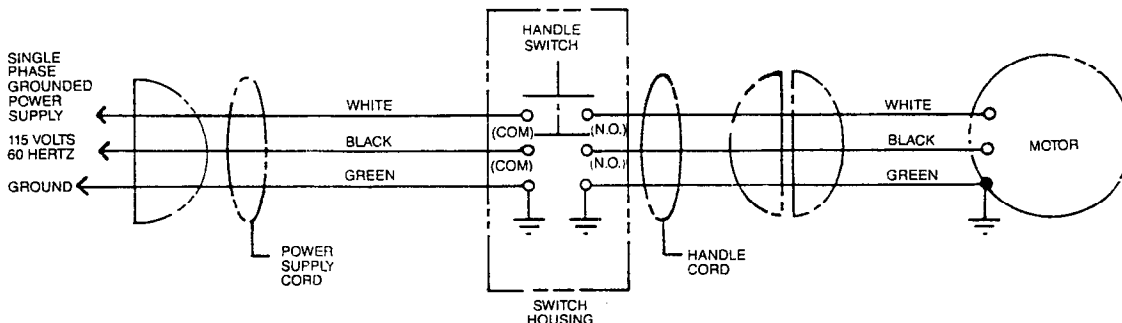 HANDLE
SWITCH
SINGLE
PHASE
GROUNDED
POWER
SUPPLY
115 VOLTS
60 HERTZ
GROUND
WHITE
BLACK
GREEN
(COM)
(N.O.)
(COM)
(N.O.)
WHITE
BLACK
GREEN
MOTOR
POWER
SUPPLY
CORD
HANDLE
CORD
SWITCH
HOUSING